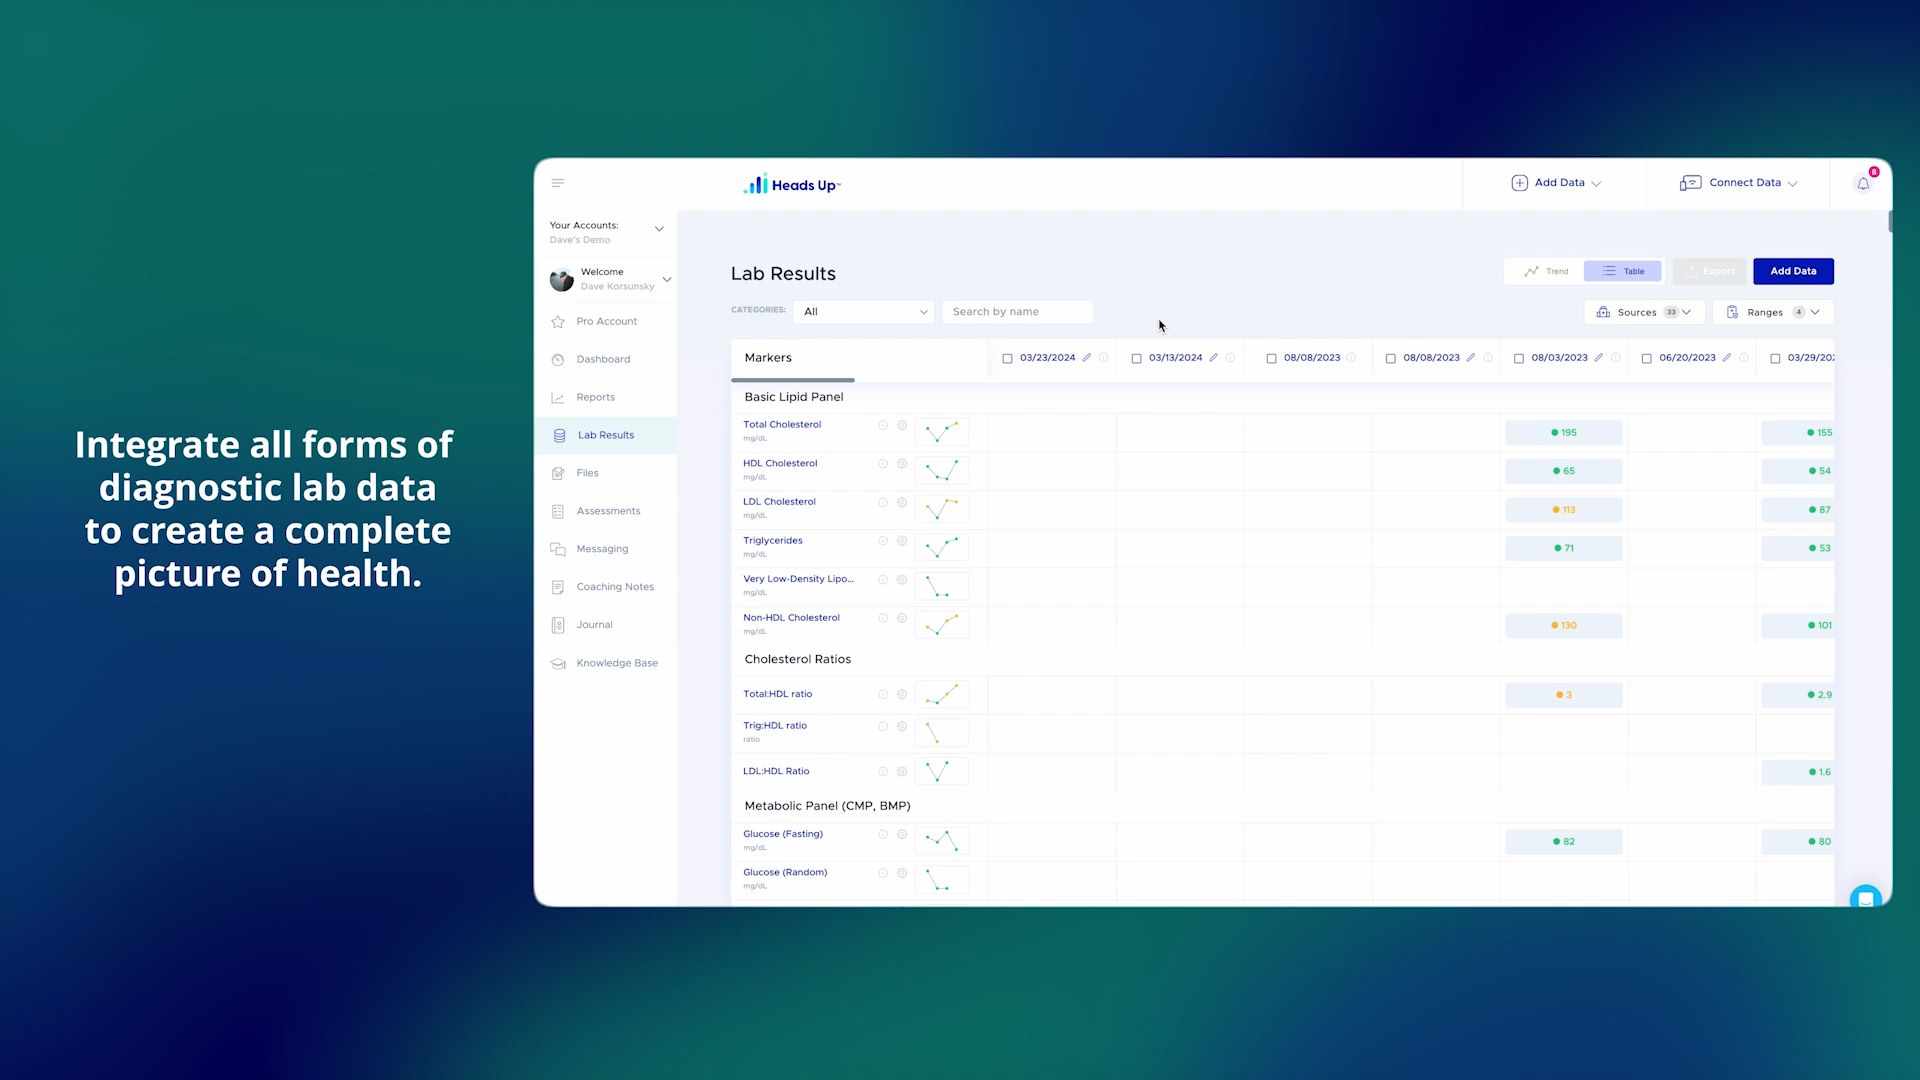 Integrate all forms of
diagnostic lab data
to create a complete
picture of health.
Heads Up™
Add Data
Connect Data
8
Your Accounts:
Dave's Demo
Welcome
Dave Korsunsky
Pro Account
Dashboard
Reports
Lab Results
Files
Assessments
Messaging
Coaching Notes
Journal
Knowledge Base
Lab Results
Trend
Table
Export
Add Data
CATEGORIES:
All
Search by name
Sources 33
Ranges 4
Markers
03/23/2024
03/13/2024
08/08/2023
08/08/2023
08/03/2023
06/20/2023
03/29/202
Basic Lipid Panel
Total Cholesterol
mg/dL
195
155
HDL Cholesterol
mg/dL
65
54
LDL Cholesterol
mg/dL
113
87
Triglycerides
mg/dL
71
53
Very Low-Density Lipo...
mg/dL
Non-HDL Cholesterol
mg/dL
130
101
Cholesterol Ratios
Total:HDL ratio
3
2.9
Trig:HDL ratio
ratio
LDL:HDL Ratio
1.6
Metabolic Panel (CMP, BMP)
Glucose (Fasting)
mg/dL
82
80
Glucose (Random)
mg/dL